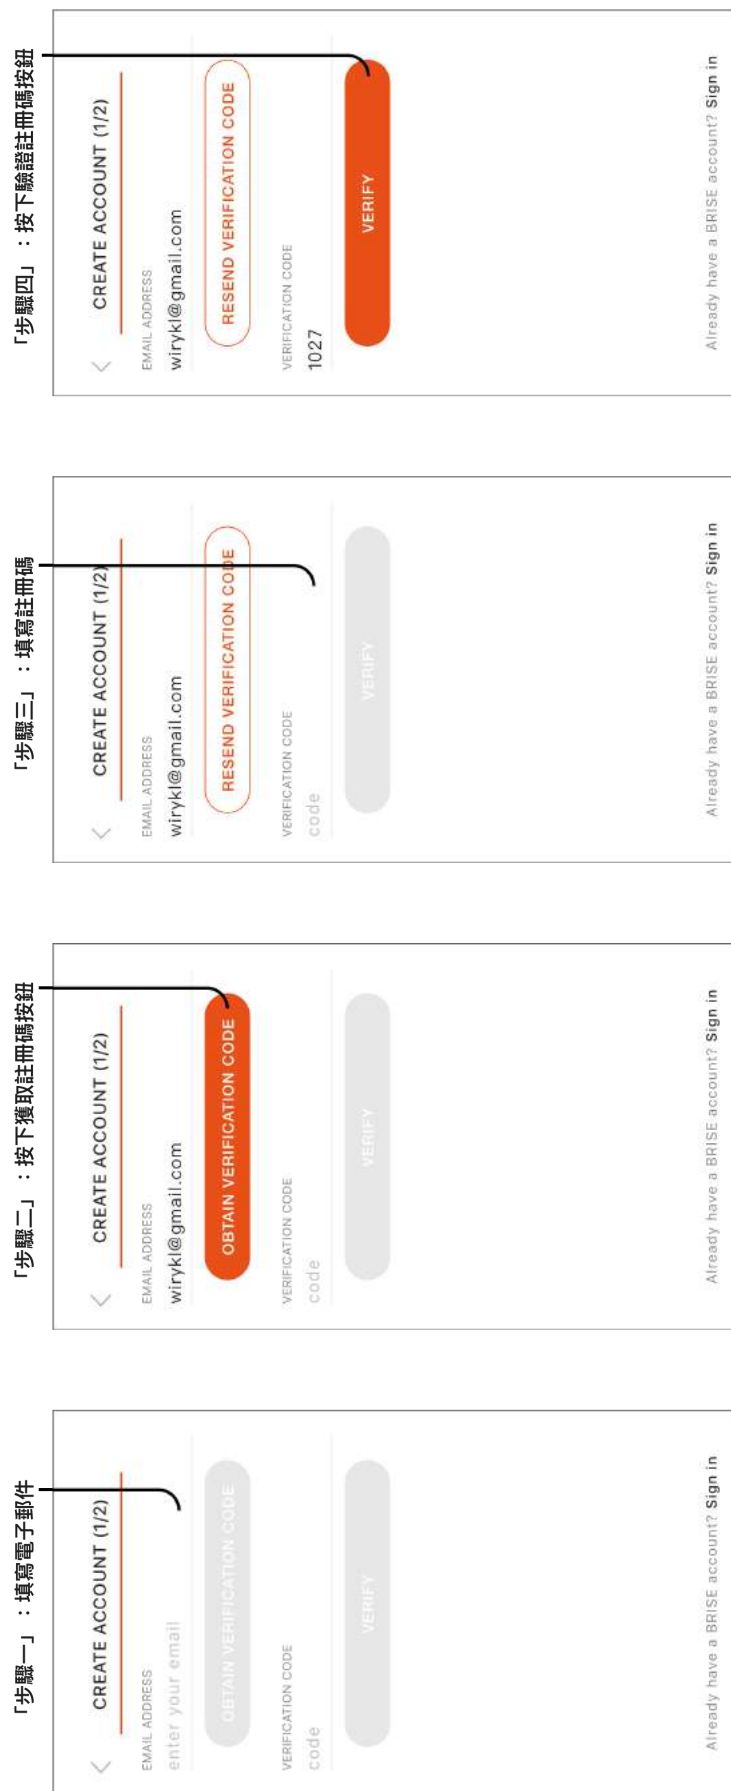 「步驟一」：填寫電子郵件
CREATE ACCOUNT (1/2)
EMAIL ADDRESS
enter your email
OBTAIN VERIFICATION CODE
VERIFICATION CODE
code
VERIFY
Already have a BRISE account? Sign in
「步驟二」：按下獲取註冊碼按鈕
CREATE ACCOUNT (1/2)
EMAIL ADDRESS
wirykl@gmail.com
OBTAIN VERIFICATION CODE
VERIFICATION CODE
code
VERIFY
Already have a BRISE account? Sign in
「步驟三」：填寫註冊碼
CREATE ACCOUNT (1/2)
EMAIL ADDRESS
wirykl@gmail.com
RESEND VERIFICATION CODE
VERIFICATION CODE
code
VERIFY
Already have a BRISE account? Sign in
「步驟四」：按下驗證註冊碼按鈕
CREATE ACCOUNT (1/2)
EMAIL ADDRESS
wirykl@gmail.com
RESEND VERIFICATION CODE
VERIFICATION CODE
1027
VERIFY
Already have a BRISE account? Sign in